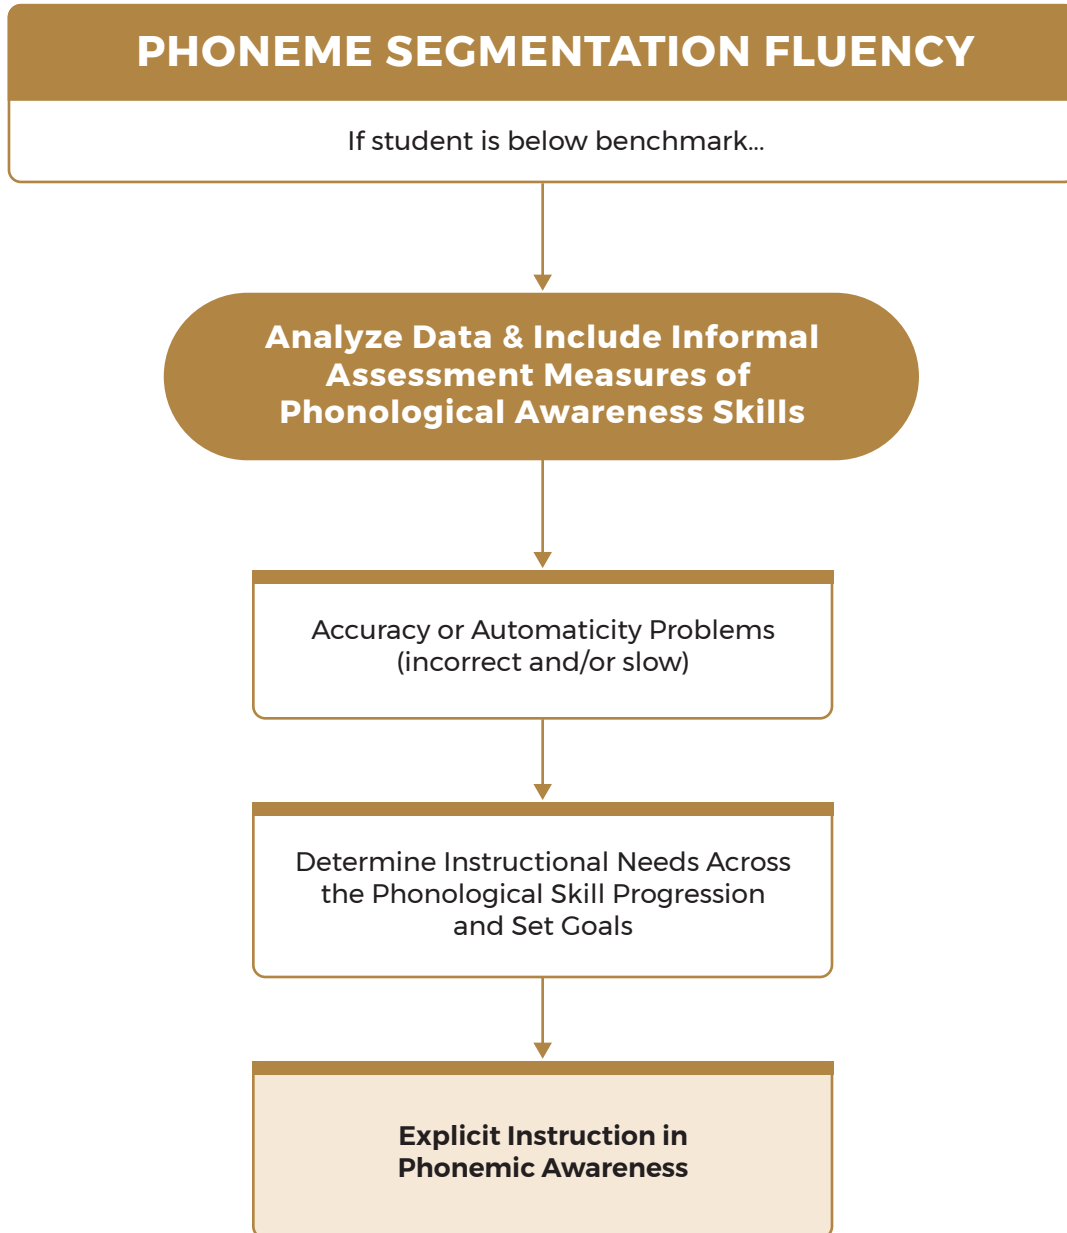 PHONEME SEGMENTATION FLUENCY
If student is below benchmark...
Analyze Data & Include Informal
Assessment Measures of
Phonological Awareness Skills
Accuracy or Automaticity Problems
(incorrect and/or slow)
Determine Instructional Needs Across
the Phonological Skill Progression
and Set Goals
Explicit Instruction in
Phonemic Awareness